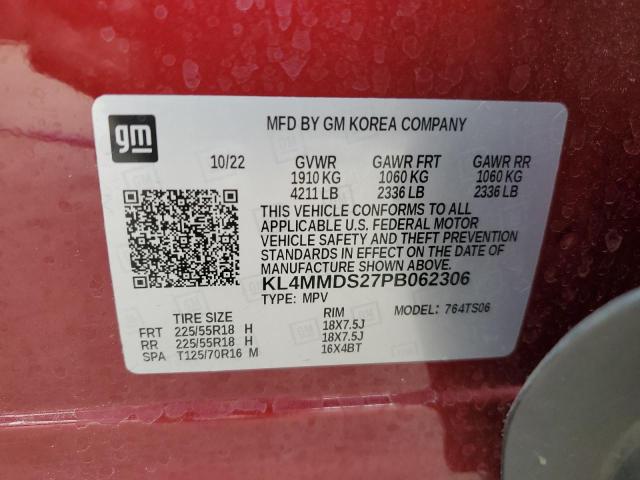 gm
MFD BY GM KOREA COMPANY
10/22 GVWR GAWR FRT GAWR RR
1910 KG 1060 KG 1060 KG
4211 LB 2336 LB 2336 LB
THIS VEHICLE CONFORMS TO ALL
APPLICABLE U.S. FEDERAL MOTOR
VEHICLE SAFETY AND THEFT PREVENTION
STANDARDS IN EFFECT ON THE DATE OF
MANUFACTURE SHOWN ABOVE.
KL4MMDS27PB062306
TYPE: MPV MODEL: 764TS06
TIRE SIZE RIM
FRT 225/55R18 H 18X7.5J
RR 225/55R18 H 18X7.5J
SPA T125/70R16 M 16X4BT